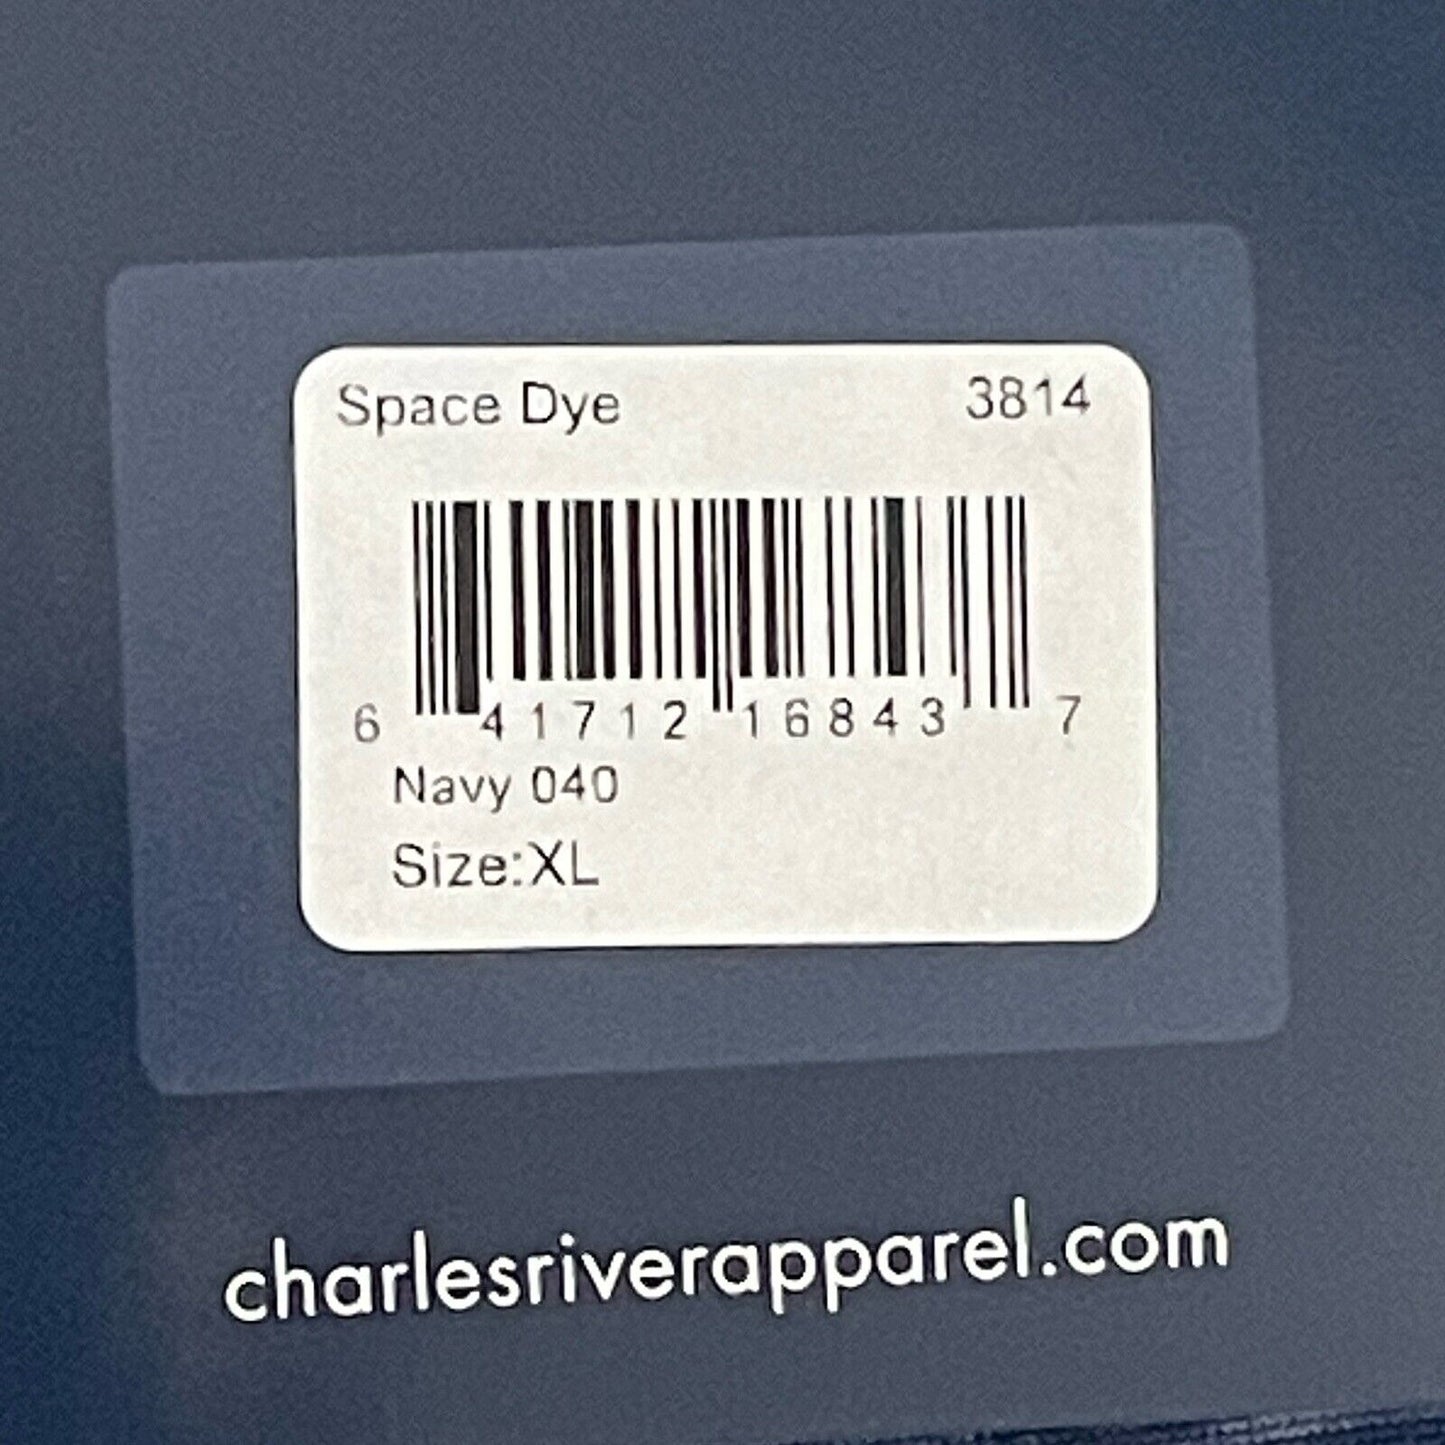 Space Dye 3814
6 41712 16843 7
Navy 040
Size:XL
charlesriverapparel.com